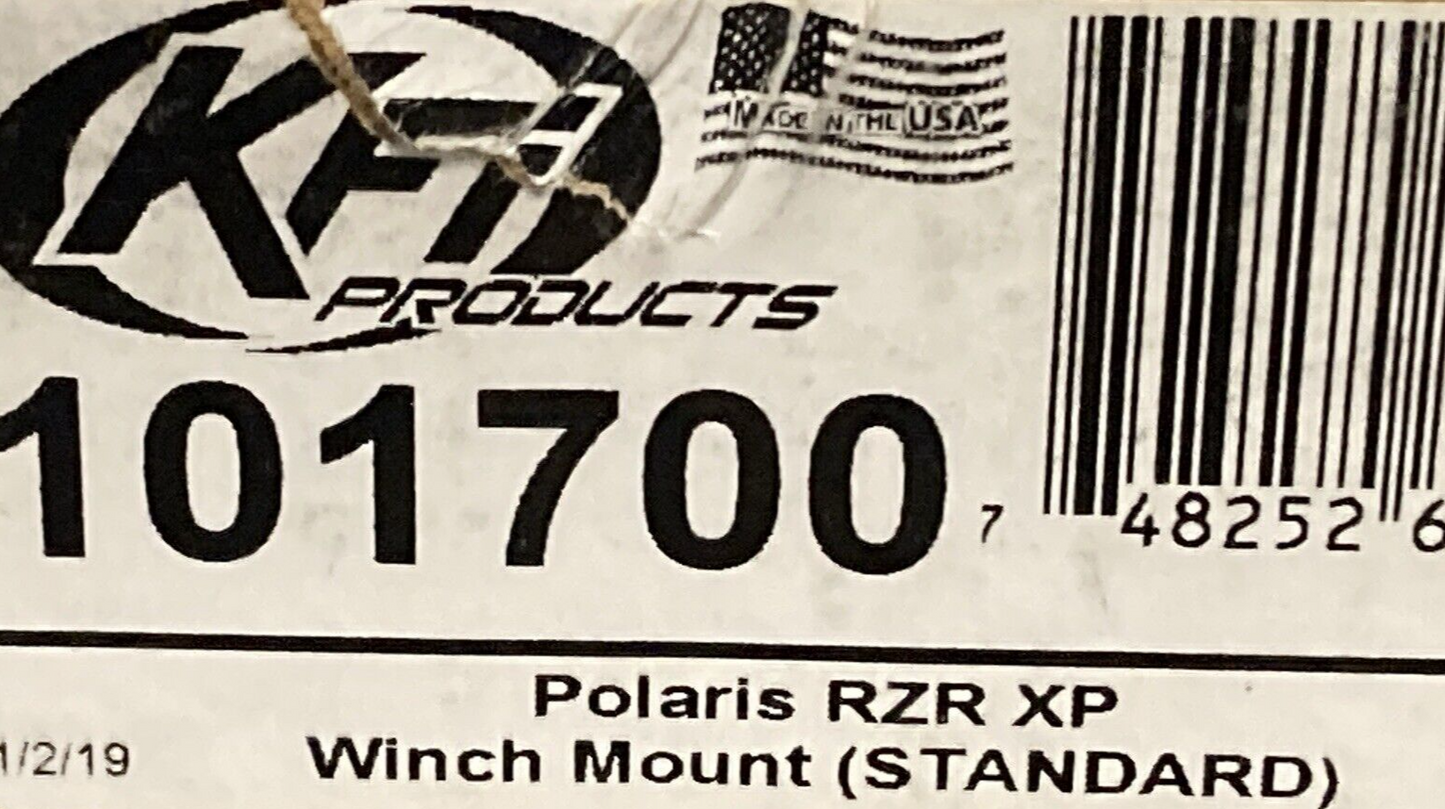 KFI
PRODUCTS
MADE IN THE USA
101700
7 48252 6
Polaris RZR XP
1/2/19
Winch Mount (STANDARD)